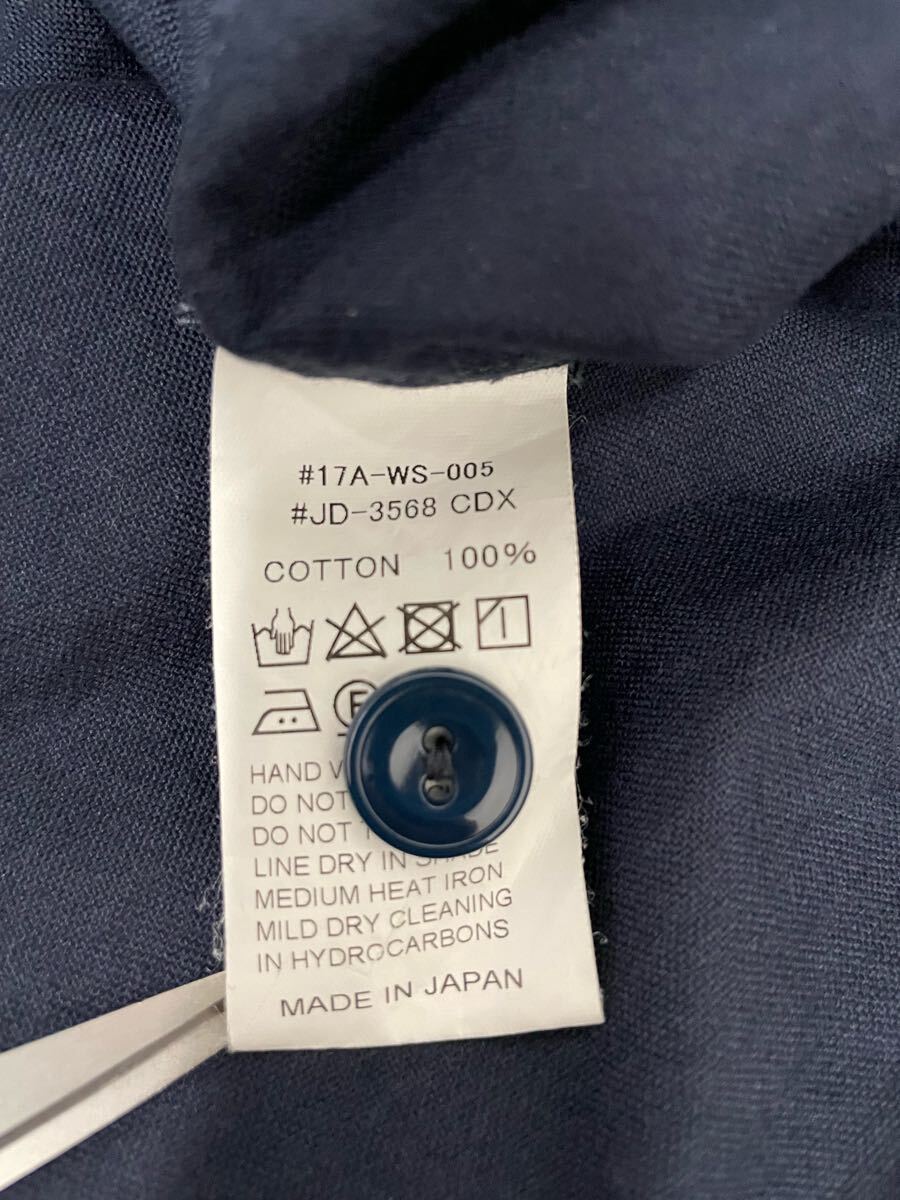 #17A-WS-005
#JD-3568 CDX
COTTON 100%
HAND
DO NOT
DO NOT
LINE DRY IN SHADE
MEDIUM HEAT IRON
MILD DRY CLEANING
IN HYDROCARBONS
MADE IN JAPAN